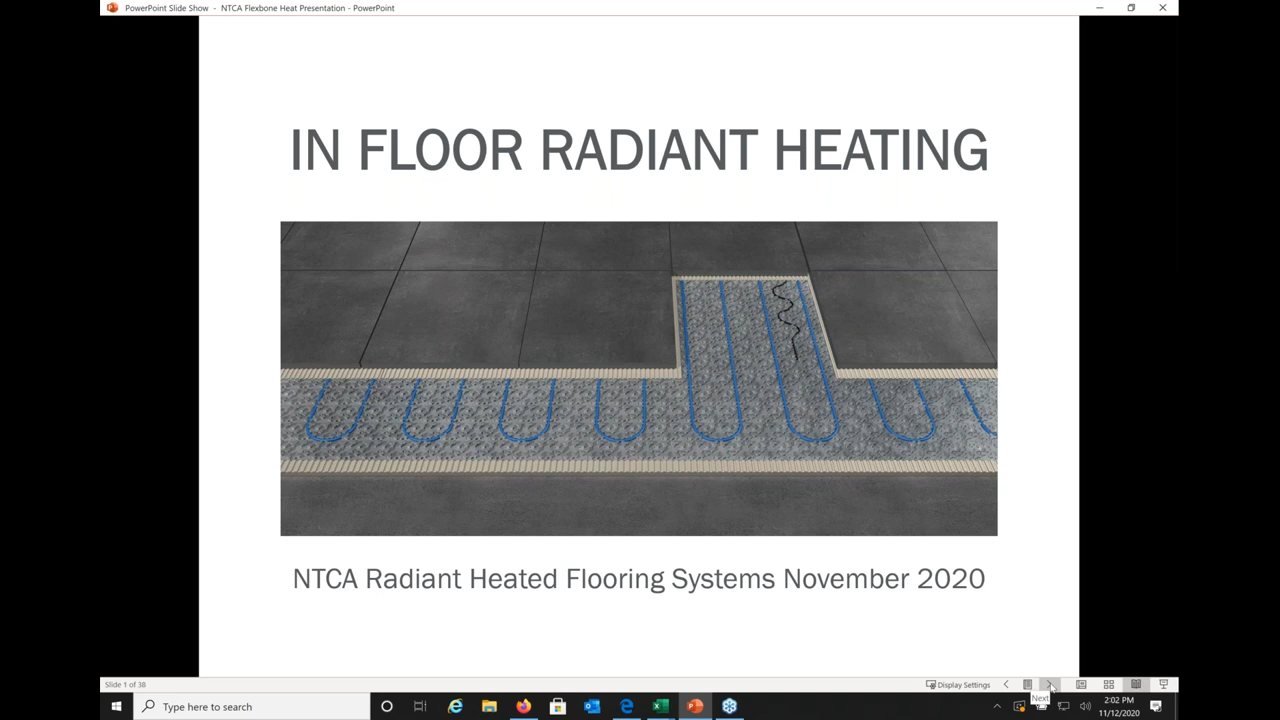 PowerPoint Slide Show - NTCA Flexbone Heat Presentation - PowerPoint
IN FLOOR RADIANT HEATING
NTCA Radiant Heated Flooring Systems November 2020
Slide 1 of 38
Display Settings
Next
Type here to search
2:02 PM
11/12/2020